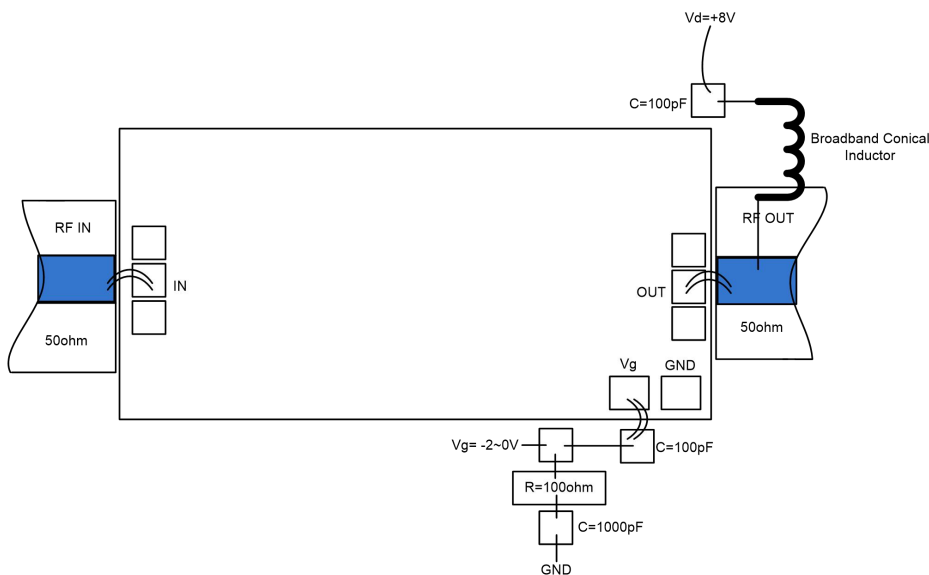 Vd=+8V
C=100pF
Broadband Conical
Inductor
RF IN
RF OUT
IN
OUT
50ohm
50ohm
Vg
GND
Vg= -2~0V
C=100pF
R=100ohm
C=1000pF
GND